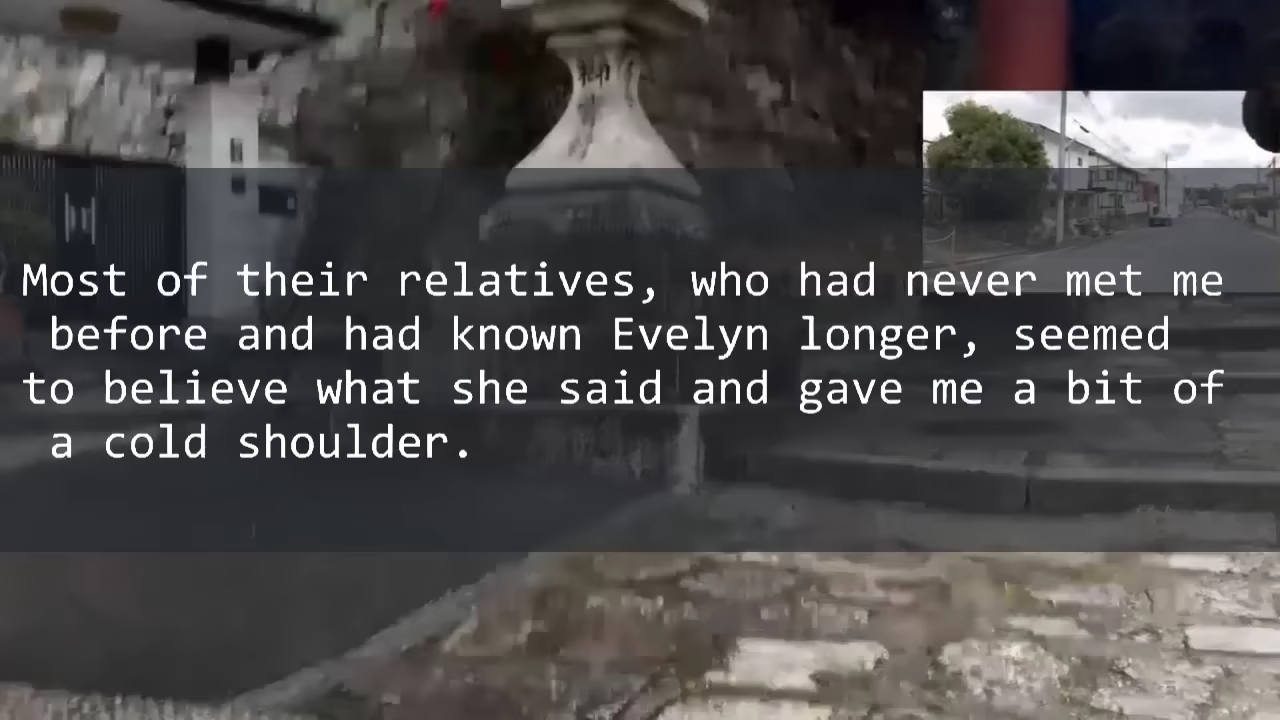 Most of their relatives, who had never met me
before and had known Evelyn longer, seemed
to believe what she said and gave me a bit of
a cold shoulder.